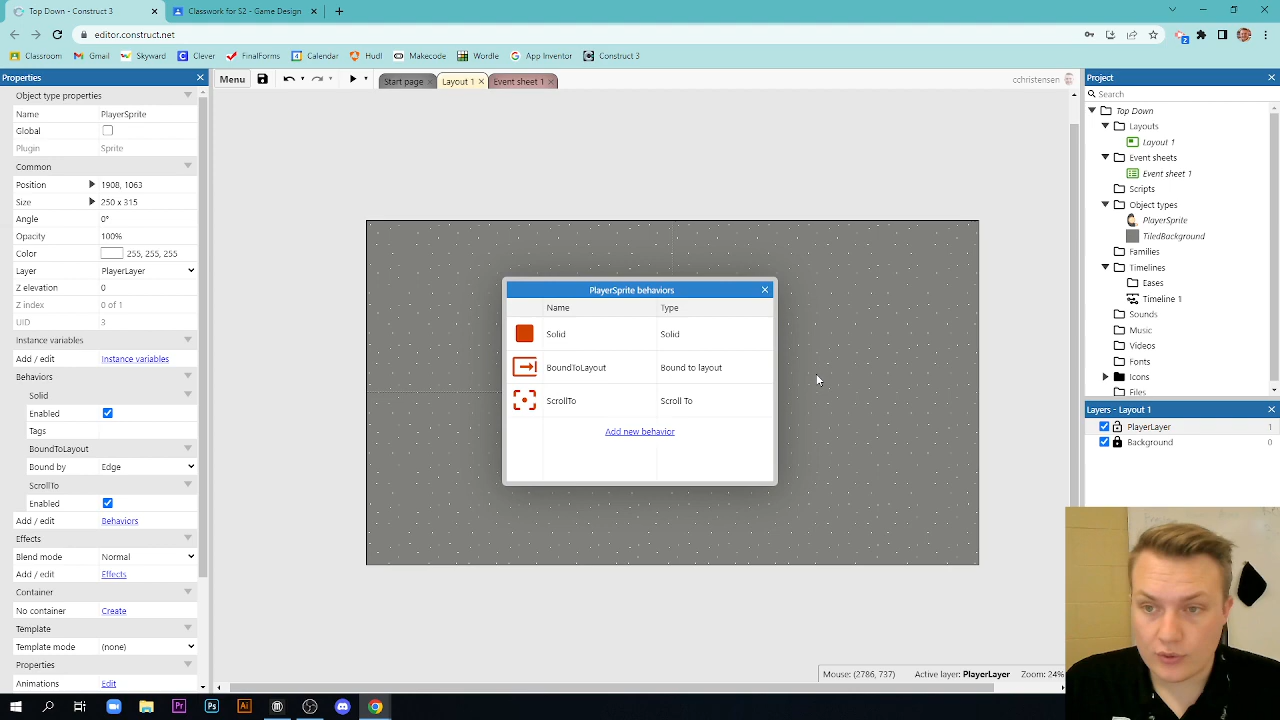 Top Down - Construct 3
Classwork for S2 - Game Design
editor.construct.net
Classroom
Gmail
Skyward
Clever
FinalForms
Calendar
Hudl
Makecode
Wordle
App Inventor
Construct 3
Properties
Menu
Start page
Layout 1
Event sheet 1
cchristensen
Project
Object type properties
Name PlayerSprite
Global
Plugin Sprite
Common
Position 1908, 1063
Size 250 x 315
Angle 0°
Opacity 100%
Color 255, 255, 255
Layer PlayerLayer
Z elevation 0
Z index 0 of 1
UID 3
Instance variables
Add / edit Instance variables
Behaviors
Solid
Enabled
Tags
BoundToLayout
Bound by Edge
ScrollTo
Enabled
Add / edit Behaviors
Effects
Blend mode Normal
Add / edit Effects
Container
No container Create
Template
Template mode (none)
Properties
Animations Edit
PlayerSprite behaviors
Name Type
Solid Solid
BoundToLayout Bound to layout
ScrollTo Scroll To
Add new behavior
Search
Top Down
Layouts
Layout 1
Event sheets
Event sheet 1
Scripts
Object types
PlayerSprite
TiledBackground
Families
Timelines
Eases
Timeline 1
Sounds
Music
Videos
Fonts
Icons
Files
Layers - Layout 1
PlayerLayer 1
Background 0
Mouse: (2786, 737) Active layer: PlayerLayer Zoom: 24%
Pr
Ps
Ai